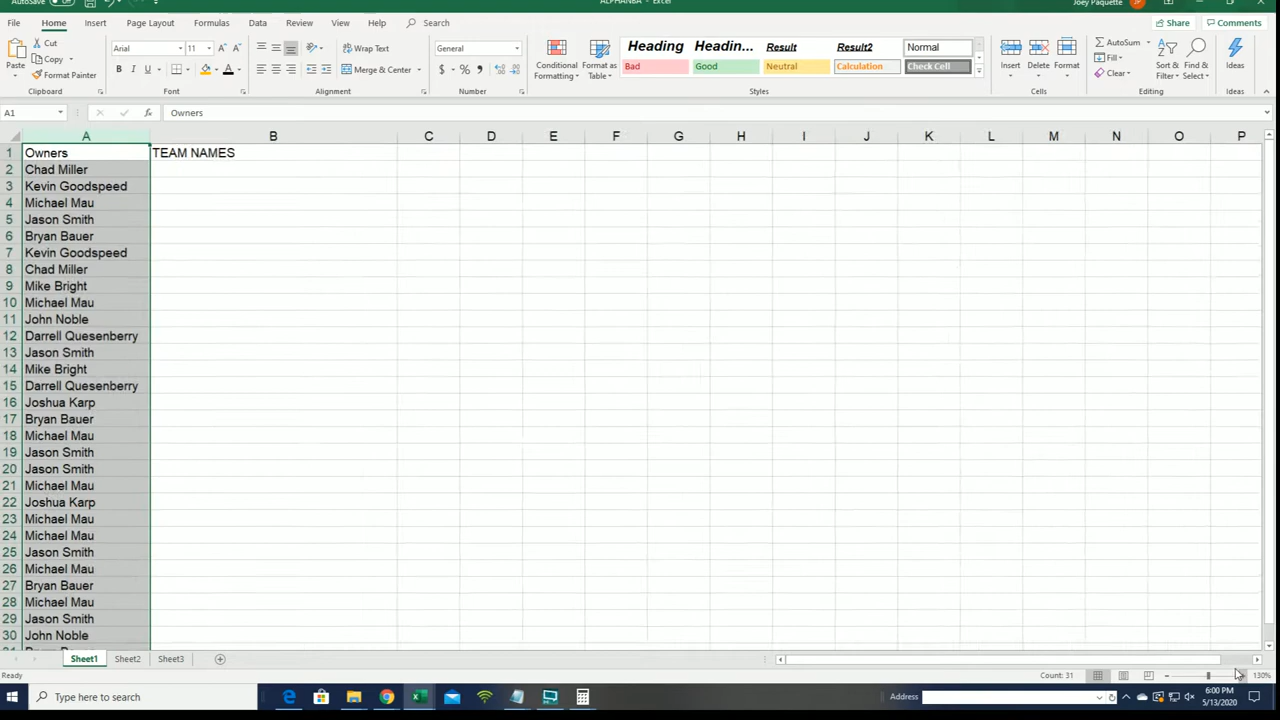 AutoSave
ALPHANBA - Excel
Joey Paquette
JP
File Home Insert Page Layout Formulas Data Review View Help Search
Share Comments
Paste Cut Copy Format Painter
Arial 11
B I U
Wrap Text
Merge & Center
General
$ % 9
Conditional Formatting Format as Table
Heading Headin... Result Result2 Normal
Bad Good Neutral Calculation Check Cell
Insert Delete Format
AutoSum Fill Clear
Sort & Filter Find & Select
Ideas
Clipboard Font Alignment Number Styles Cells Editing Ideas
A1 fx Owners
A B C D E F G H I J K L M N O P
1 Owners TEAM NAMES
2 Chad Miller
3 Kevin Goodspeed
4 Michael Mau
5 Jason Smith
6 Bryan Bauer
7 Kevin Goodspeed
8 Chad Miller
9 Mike Bright
10 Michael Mau
11 John Noble
12 Darrell Quesenberry
13 Jason Smith
14 Mike Bright
15 Darrell Quesenberry
16 Joshua Karp
17 Bryan Bauer
18 Michael Mau
19 Jason Smith
20 Jason Smith
21 Michael Mau
22 Joshua Karp
23 Michael Mau
24 Michael Mau
25 Jason Smith
26 Michael Mau
27 Bryan Bauer
28 Michael Mau
29 Jason Smith
30 John Noble
Sheet1 Sheet2 Sheet3
Ready Count: 31 130%
Type here to search
Address
6:00 PM
5/13/2020